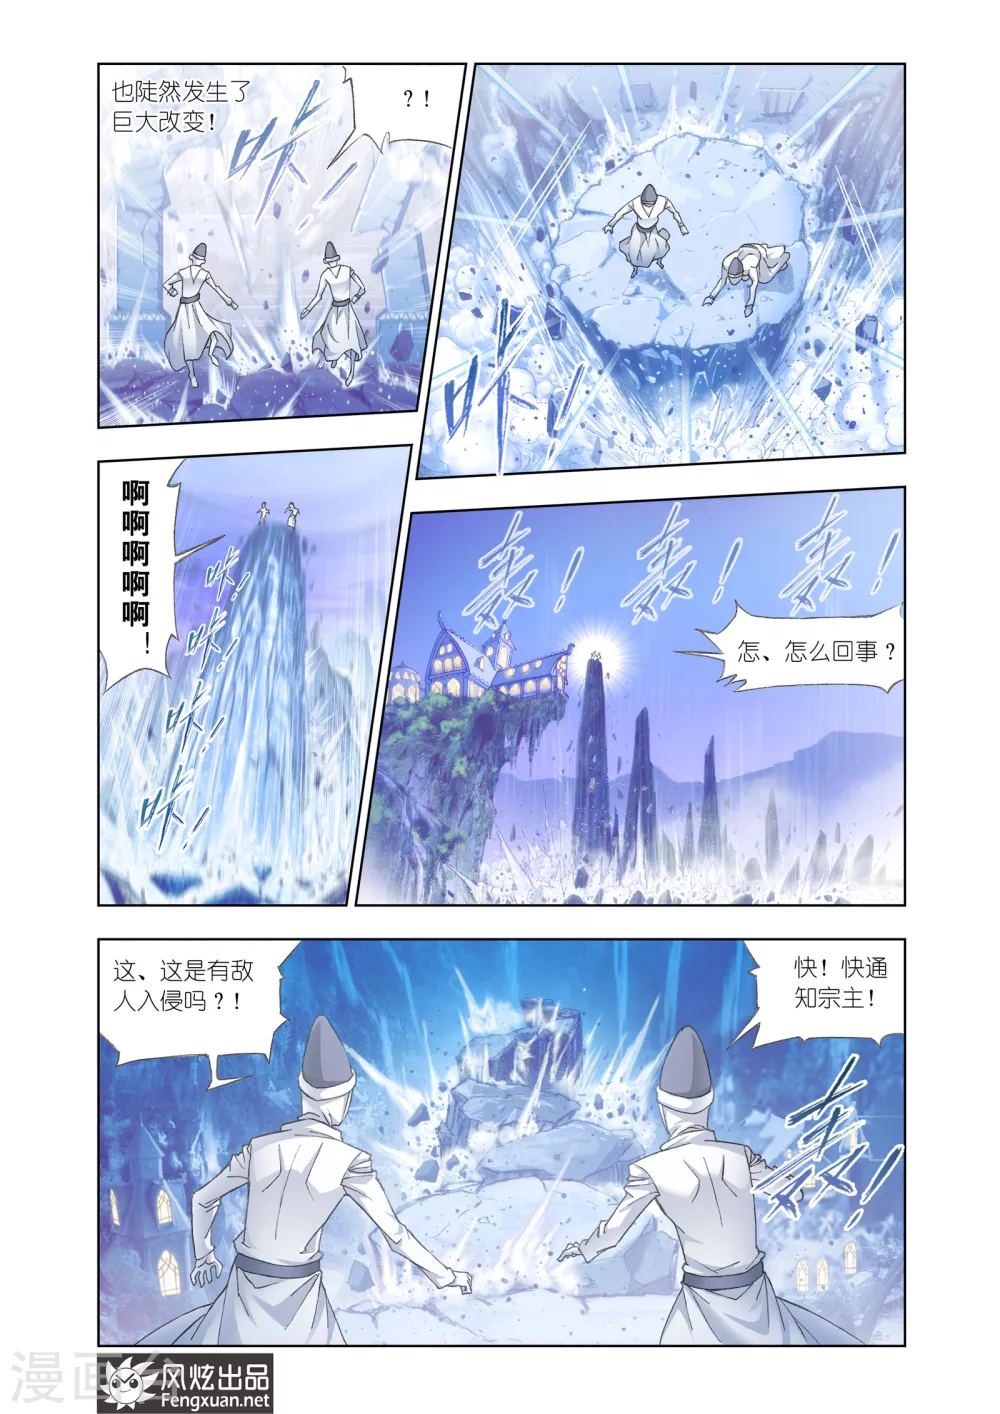 也陡然发生了
巨大改变！
？！
咔！
咔！
啊啊啊啊啊啊！
咔！
咔！
咔！
咔！
轰！轰！轰！
怎、怎么回事？
这、这是有敌
人入侵吗？！
快！快通
知宗主！
轰！
风炫出品
Fengxuan.net